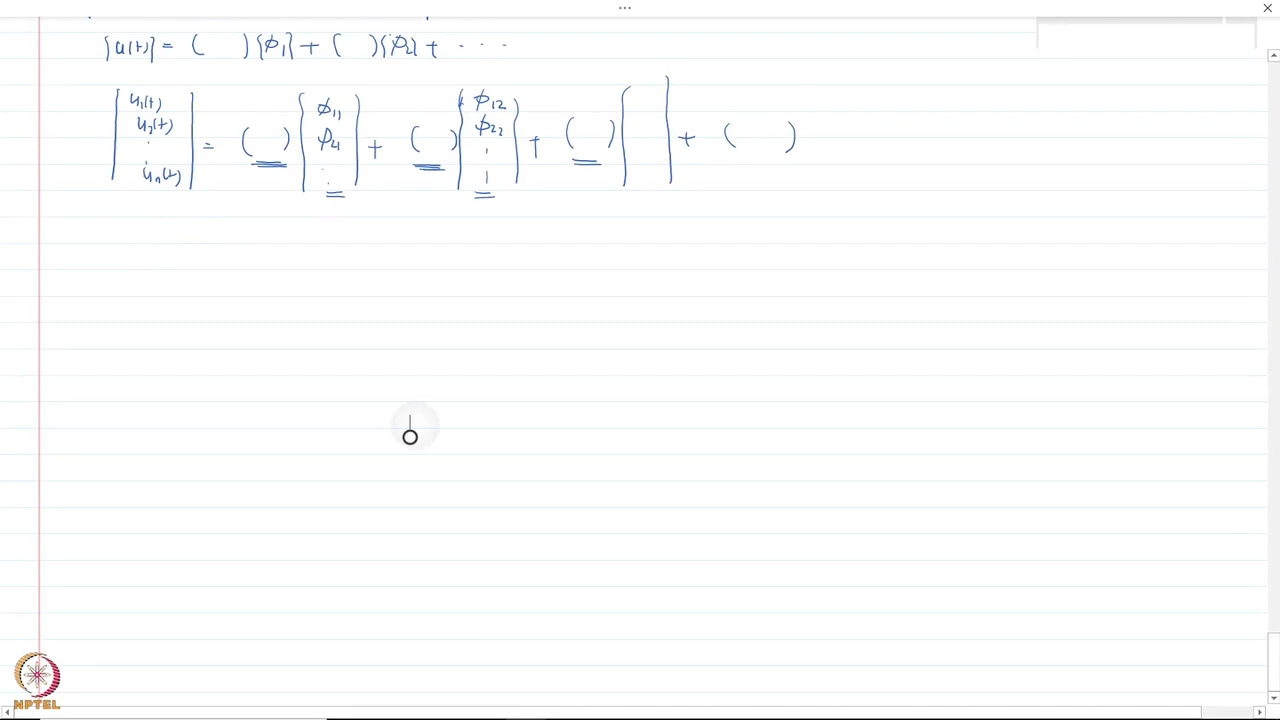 {u(t)} = ( ){φ1} + ( ){φ2} + · · ·
{u1(t) u2(t) : un(t)} = ( ) {φ11 φ21 :} + ( ) {φ12 φ22 :} + ( ) { } + ( )
NPTEL